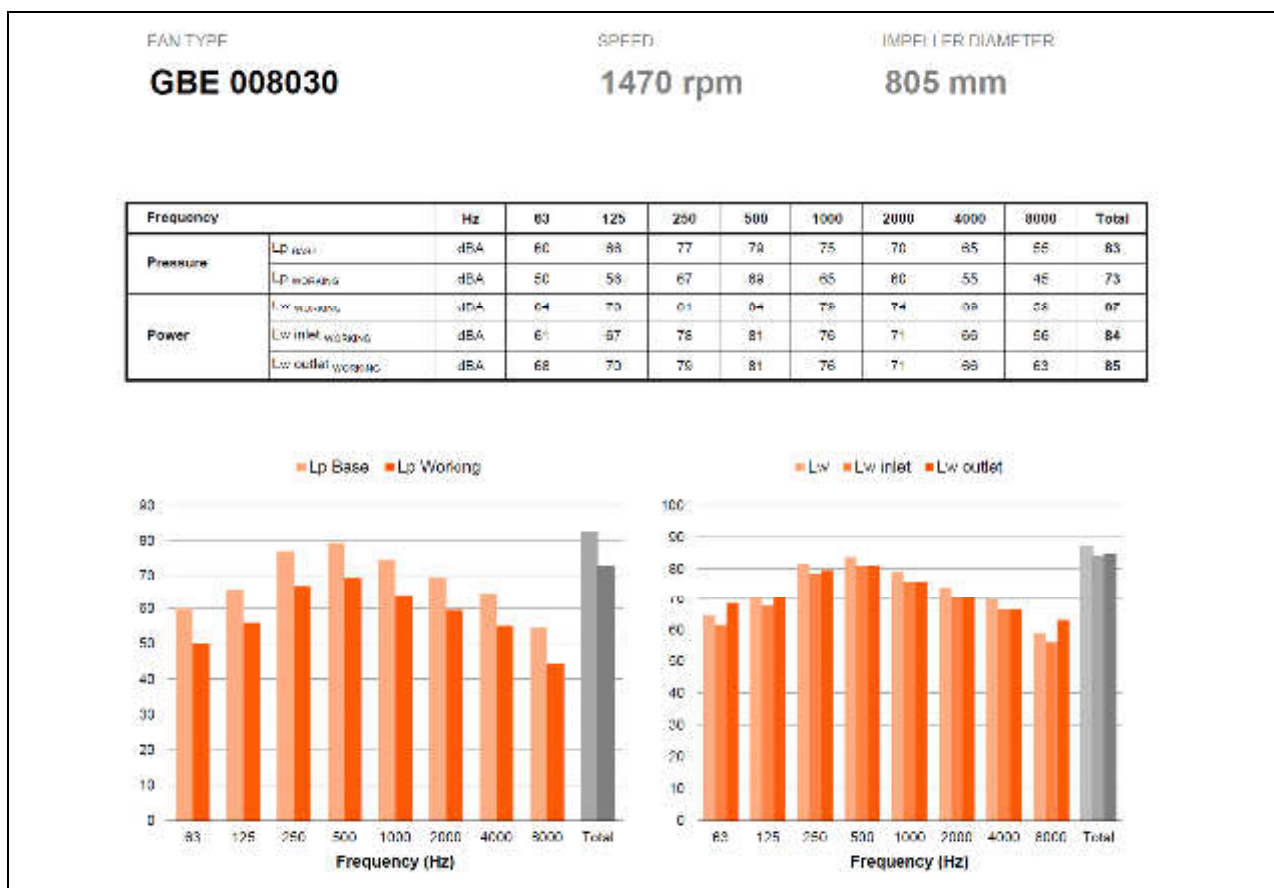 FAN TYPE SPEED IMPELLER DIAMETER
GBE 008030 1470 rpm 805 mm
Frequency Hz 63 125 250 500 1000 2000 4000 8000 Total
Pressure
Lp dBA 60 66 77 79 75 70 65 55 83
Lp WORKING dBA 50 56 67 69 65 60 55 45 73
Power
Lw WORKING dBA 70 79 74
Lw inlet WORKING dBA 61 67 78 81 76 71 66 56 84
Lw outlet WORKING dBA 68 70 79 81 76 71 66 63 85
Lp Base Lp Working
90
80
70
60
50
40
30
20
10
0
63 125 250 500 1000 2000 4000 8000 Total
Frequency (Hz)
Lw Lw inlet Lw outlet
100
90
80
70
60
50
40
30
20
10
0
63 125 250 500 1000 2000 4000 8000 Total
Frequency (Hz)